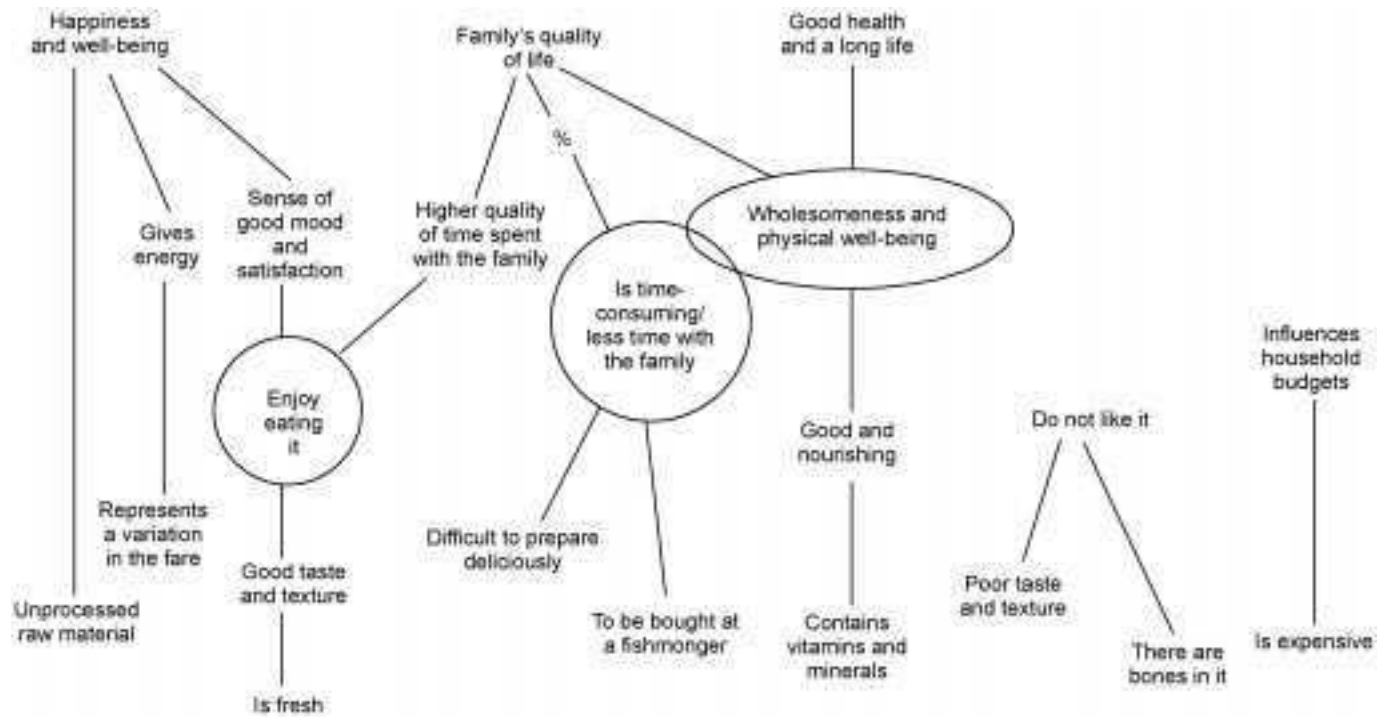 Happiness
and well-being
Family's quality
of life
Good health
and a long life
%
Wholesomeness and
physical well-being
Sense of
good mood
and
satisfaction
Higher quality
of time spent
with the family
Gives
energy
Is time-
consuming/
less time with
the family
Influences
household
budgets
Enjoy
eating
it
Good and
nourishing
Do not like it
Represents
a variation
in the fare
Difficult to prepare
deliciously
Good taste
and texture
Poor taste
and texture
Unprocessed
raw material
To be bought at
a fishmonger
Contains
vitamins and
minerals
There are
bones in it
Is expensive
Is fresh